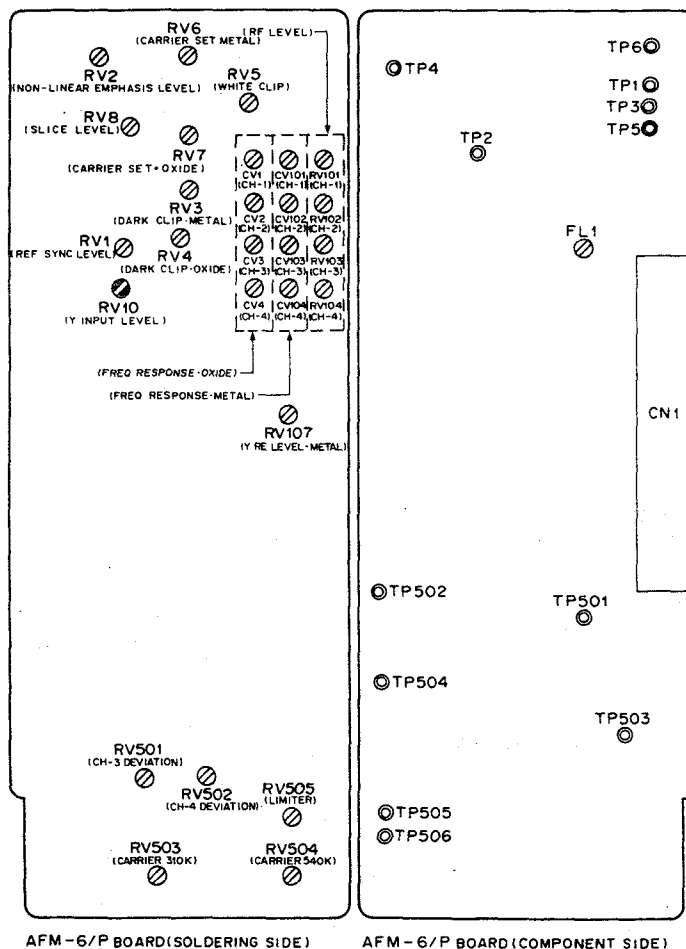 RV6
(CARRIER SET METAL)
(RF LEVEL)
RV2
(NON-LINEAR EMPHASIS LEVEL)
RV5
(WHITE CLIP)
RV8
(SLICE LEVEL)
RV7
(CARRIER SET·OXIDE)
CV1
(CH-1)
CV101
(CH-1)
RV101
(CH-1)
RV3
(DARK CLIP·METAL)
CV2
(CH-2)
CV102
(CH-2)
RV102
(CH-2)
RV1
(REF SYNC LEVEL)
RV4
(DARK CLIP·OXIDE)
CV3
(CH-3)
CV103
(CH-3)
RV103
(CH-3)
RV10
(Y INPUT LEVEL)
CV4
(CH-4)
CV104
(CH-4)
RV104
(CH-4)
(FREQ RESPONSE·OXIDE)
(FREQ RESPONSE·METAL)
RV107
(Y RE LEVEL·METAL)
RV501
(CH-3 DEVIATION)
RV502
(CH-4 DEVIATION)
RV505
(LIMITER)
RV503
(CARRIER 310K)
RV504
(CARRIER 540K)
AFM-6/P BOARD(SOLDERING SIDE)
TP6
TP4
TP1
TP3
TP5
TP2
FL1
CN1
TP502
TP501
TP504
TP503
TP505
TP506
AFM-6/P BOARD(COMPONENT SIDE)